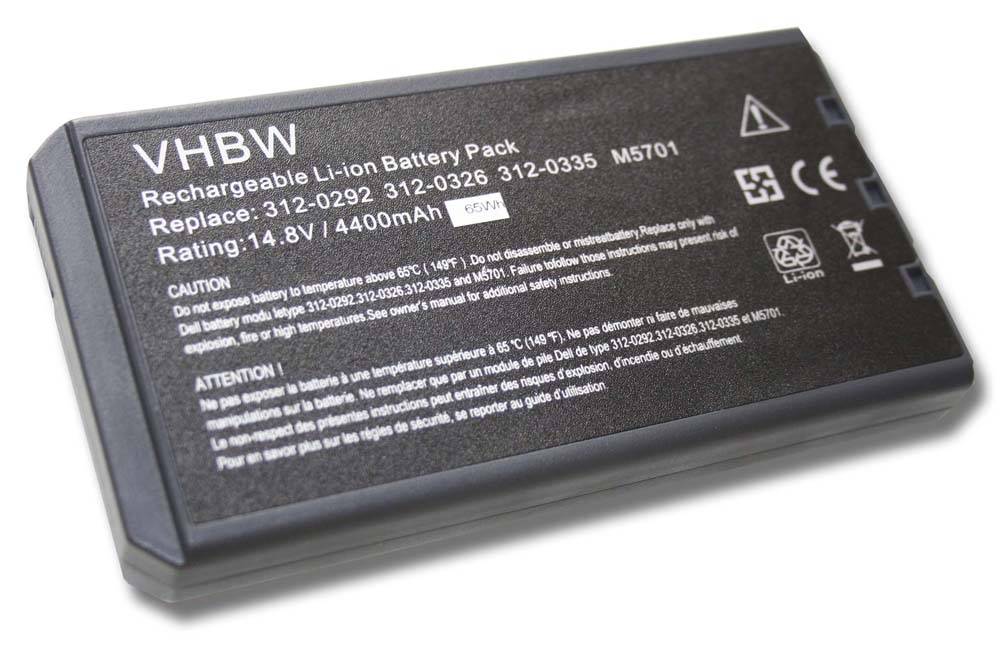 VHBW
Rechargeable Li-ion Battery Pack
Replace: 312-0292 312-0326 312-0335 M5701
Rating:14.8V / 4400mAh 65Wh
CAUTION
Do not expose battery to temperature above 65℃ ( 149℉ ) .Do not disassemble or mistreatbattery.Replace only with
Dell battery modu letype 312-0292.312-0326.312-0335 and M5701. Failure tofollow those instructions may present risk of
explosion, fire or high temperatures.See owner's manual for additional safety instructions.
ATTENTION !
Ne pas exposer la batterie à une température supérieure à 65 ℃ (149 ℉). Ne pas démonter ni faire de mauvaises
manipulations sur la batterie. Ne remplacer que par un module de pile Dell de type 312-0292.312-0326.312-0335 et M5701.
Le non-respect des présentes instructions peut entraîner des risques d'explosion, d'incendie ou d'échauffement
Pour en savoir plus sur les règles de sécurité, se reporter au guide d'utilisation.
CE
Li-ion